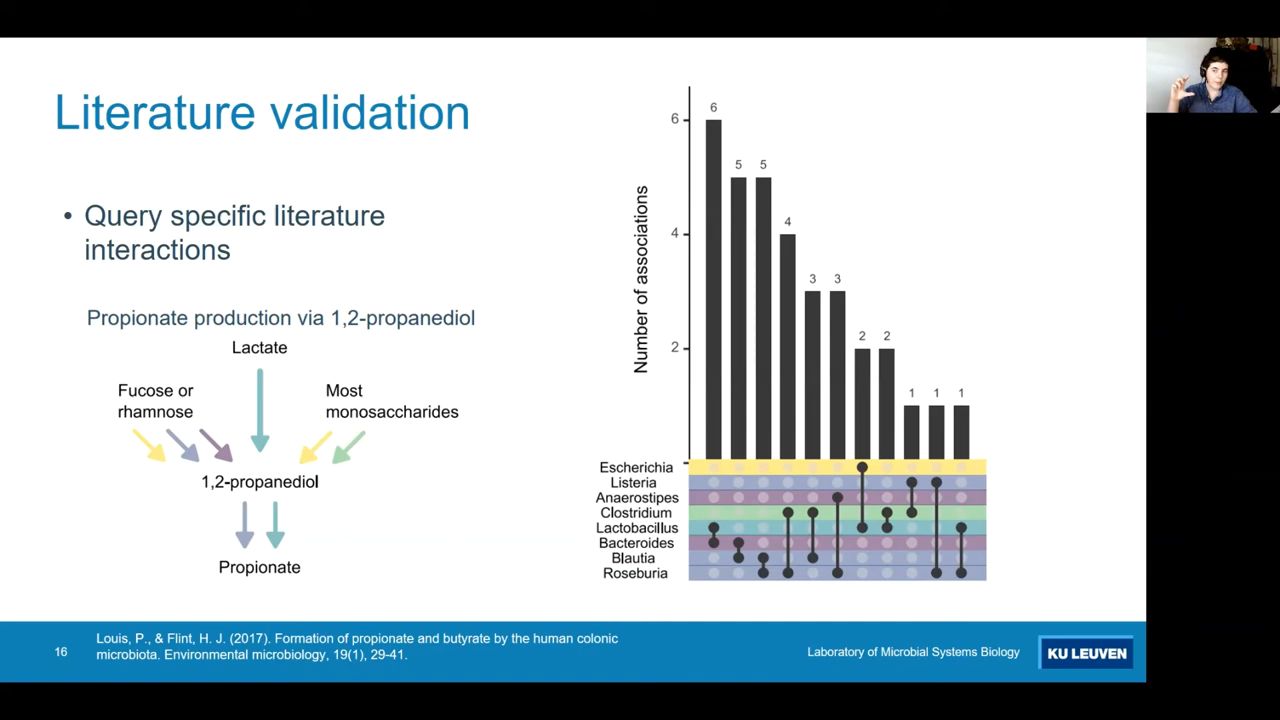 Literature validation
• Query specific literature
interactions
Propionate production via 1,2-propanediol
Lactate
Fucose or
rhamnose
Most
monosaccharides
1,2-propanediol
Propionate
Number of associations
6
4
2
6
5
5
4
3
3
2
2
1
1
1
Escherichia
Listeria
Anaerostipes
Clostridium
Lactobacillus
Bacteroides
Blautia
Roseburia
16
Louis, P., & Flint, H. J. (2017). Formation of propionate and butyrate by the human colonic
microbiota. Environmental microbiology, 19(1), 29-41.
Laboratory of Microbial Systems Biology
KU LEUVEN